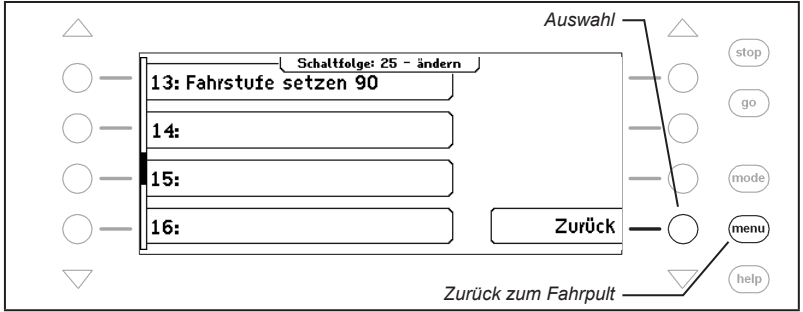 Auswahl
stop
Schaltfolge: 25 - ändern
13: Fahrstufe setzen 90
go
14:
15:
mode
16:
Zurück
menu
help
Zurück zum Fahrpult